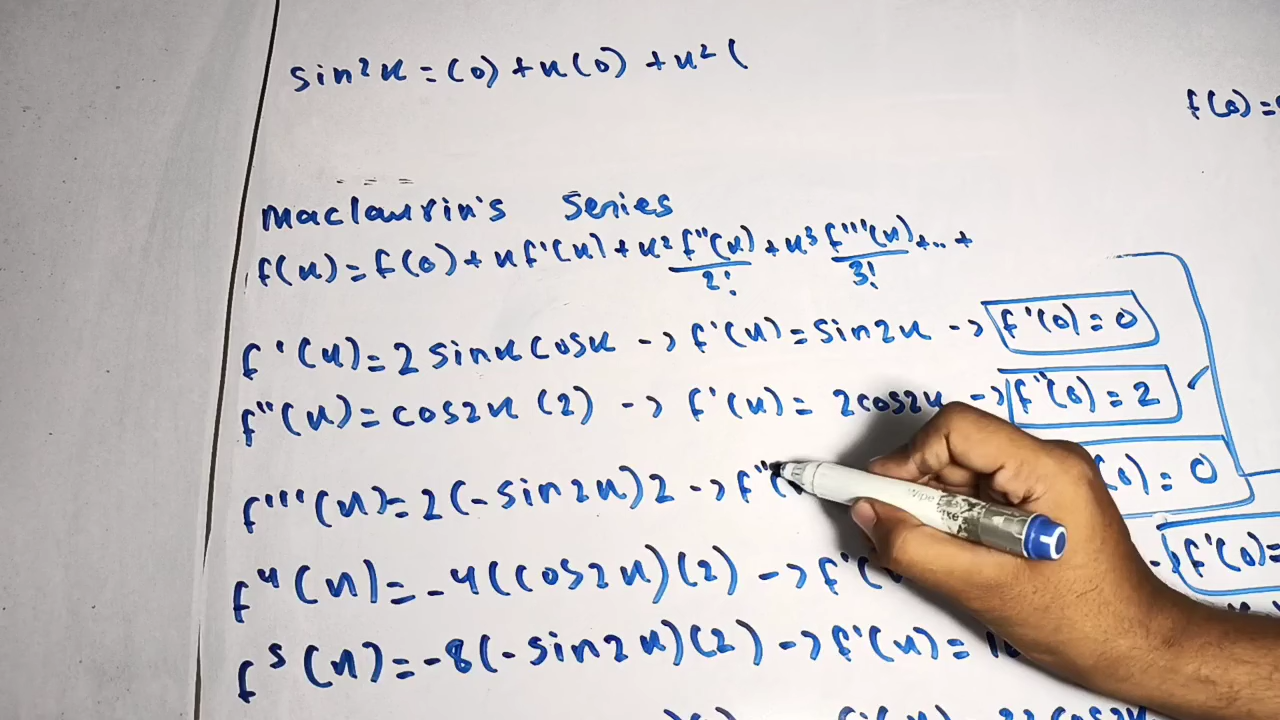 sin²x = (0) + x(0) + x² (
f(0) =
Maclaurin's Series
f(x) = f(0) + x f'(x) + x² f''(x)/2! + x³ f'''(x)/3! + .. +
f'(x) = 2 sinx cosx -> f'(x) = sin2x -> f'(0) = 0
f''(x) = cos2x (2) -> f'(x) = 2cos2x -> f''(0) = 2
f'''(x) = 2(-sin2x)2 -> f'' (0) = 0
f⁴(x) = -4(cos2x)(2) -> f'( f'(0) =
f⁵(x) = -8(-sin2x)(2) -> f'(x) =